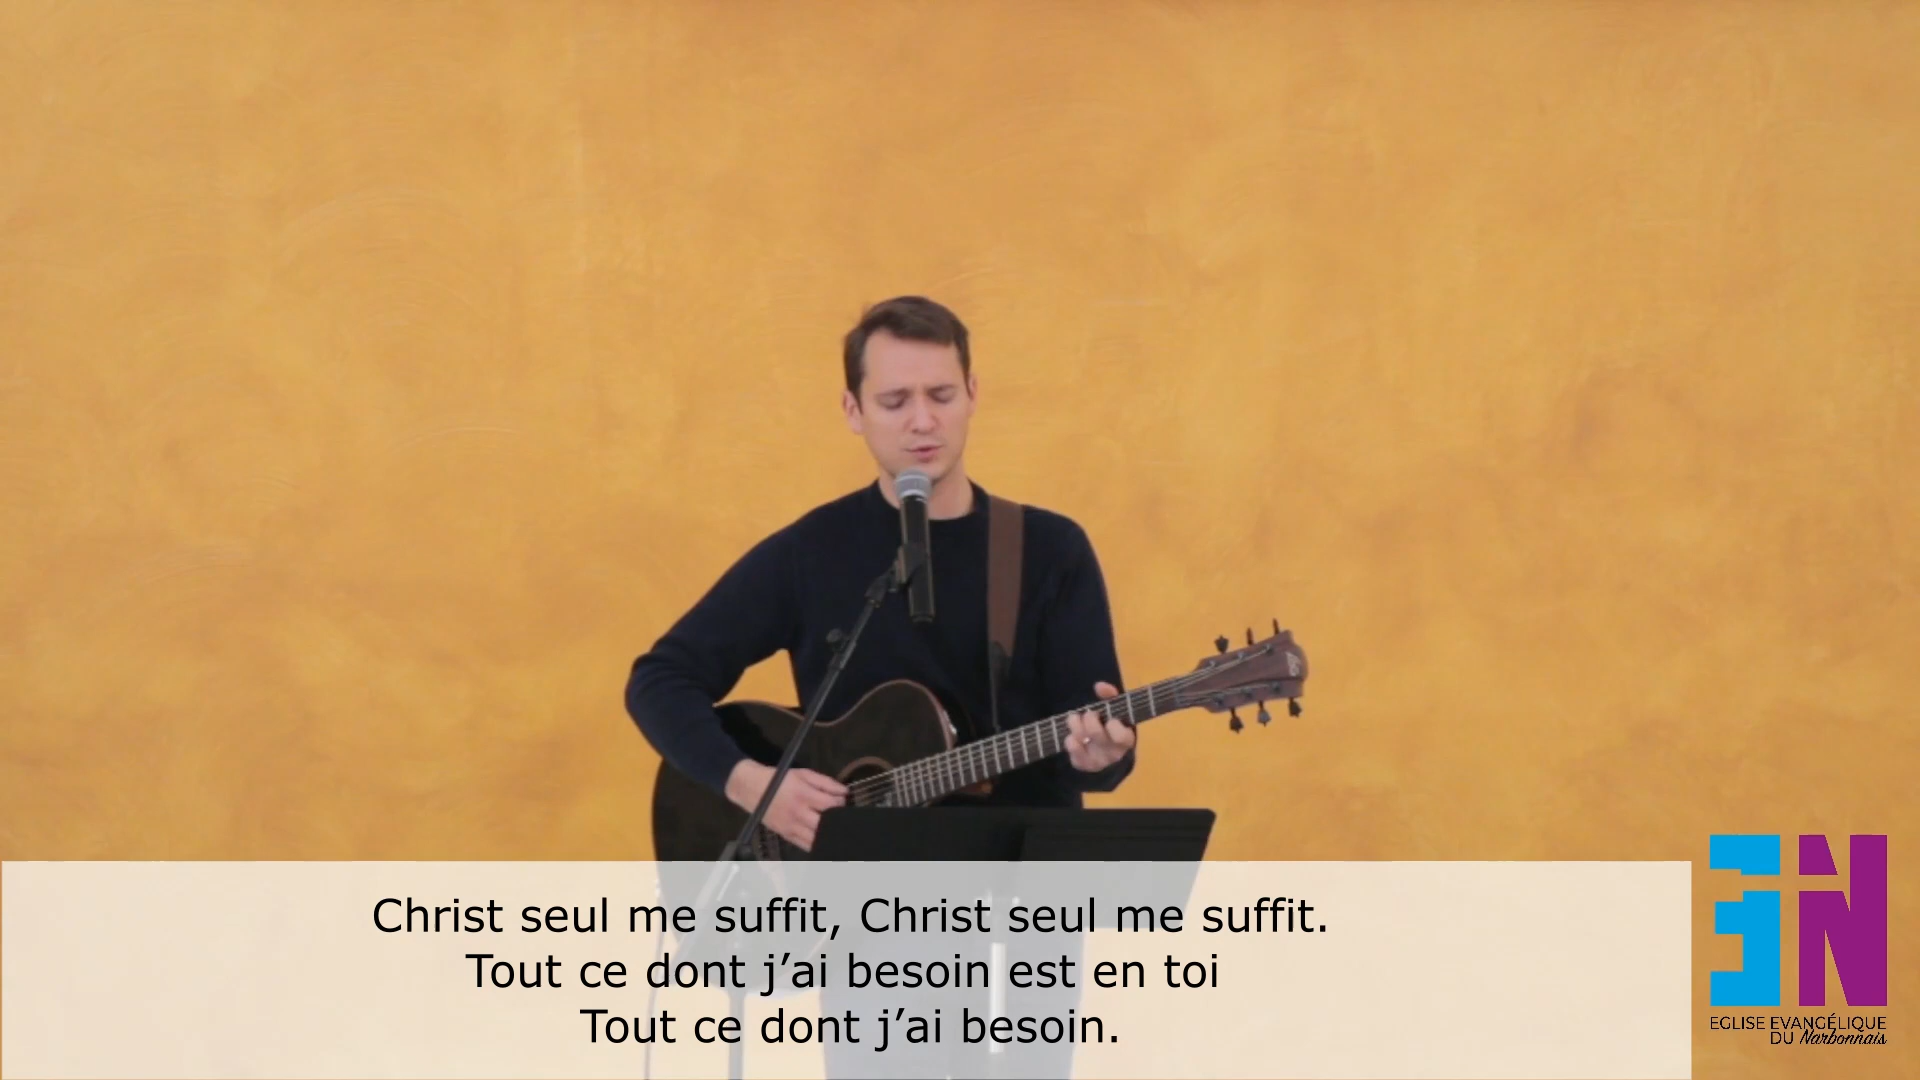 Christ seul me suffit, Christ seul me suffit.
Tout ce dont j’ai besoin est en toi
Tout ce dont j’ai besoin.
EN
EGLISE EVANGÉLIQUE
DU Narbonnais